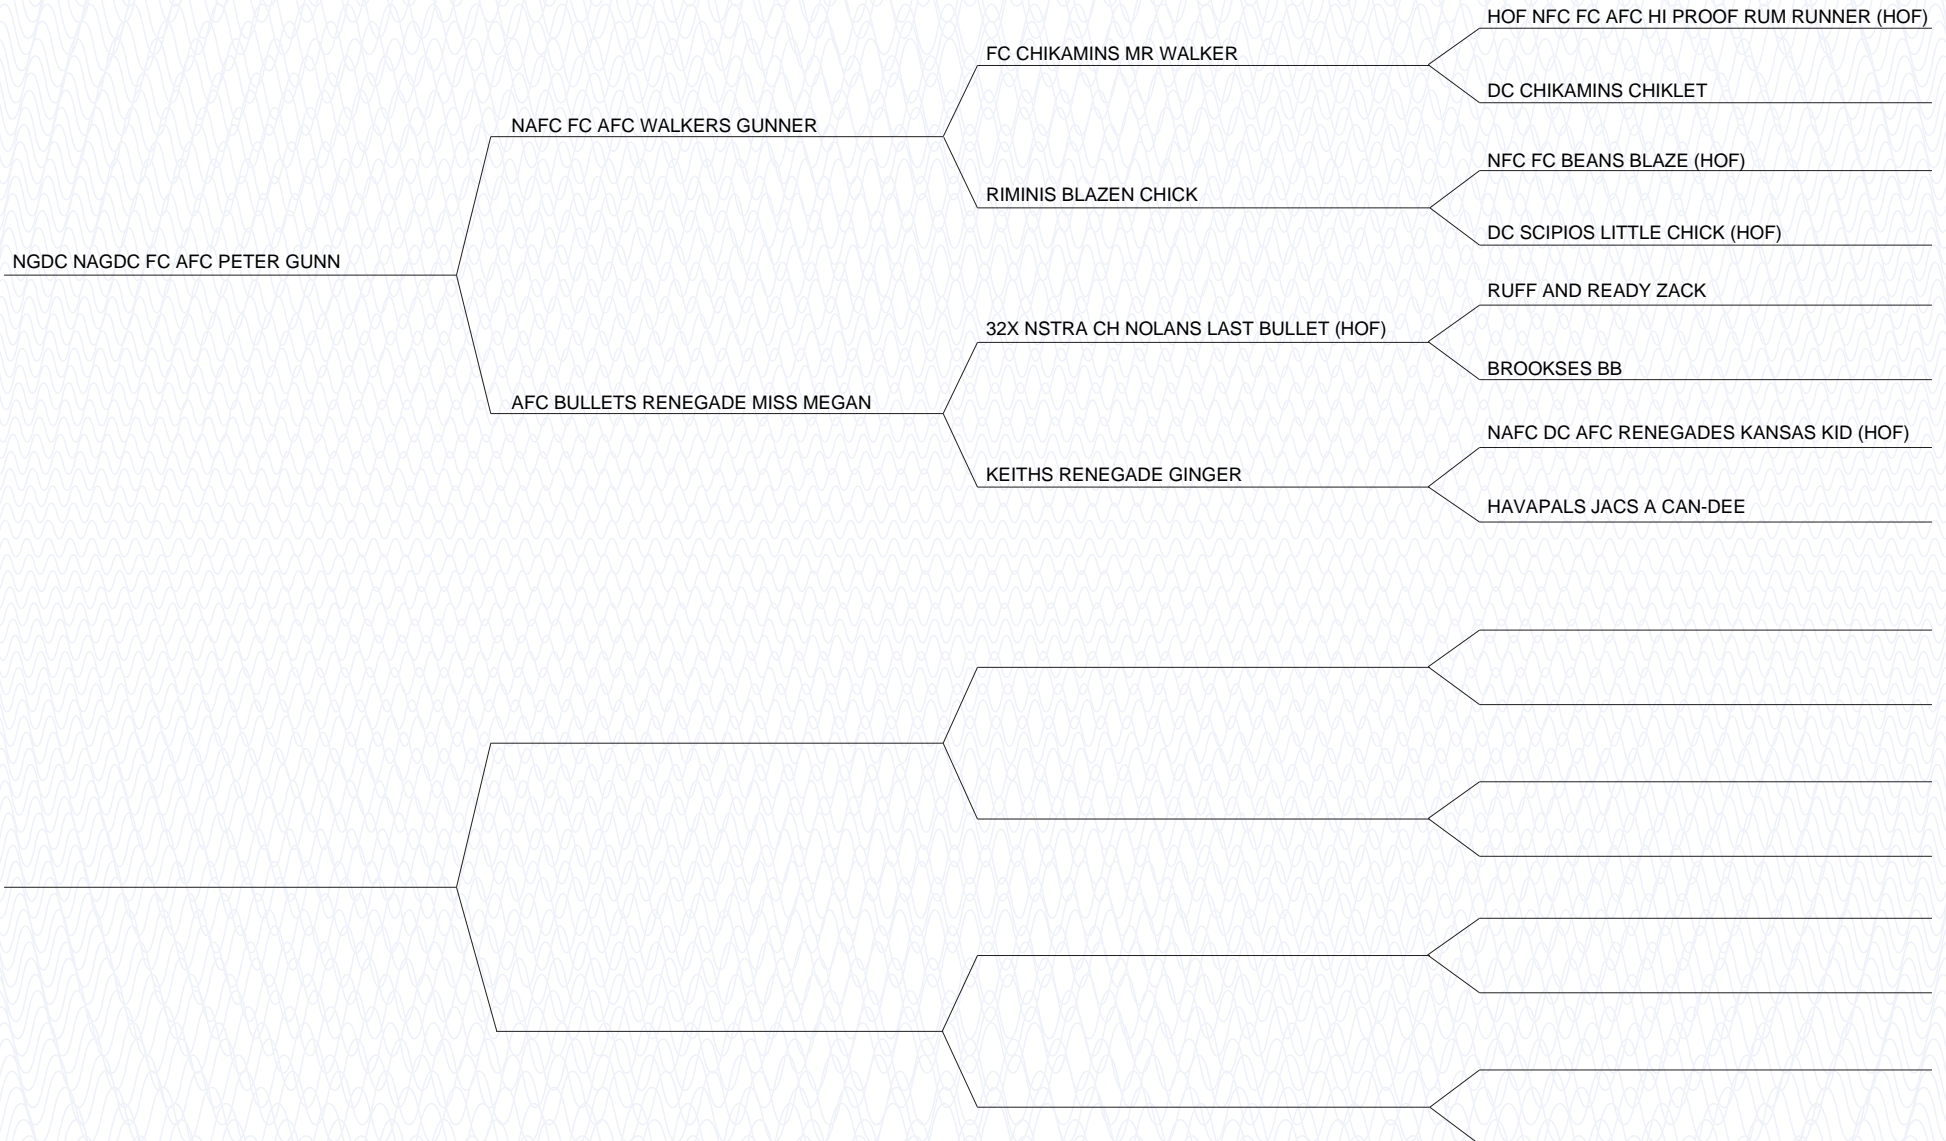 HOF NFC FC AFC HI PROOF RUM RUNNER (HOF)
FC CHIKAMINS MR WALKER
DC CHIKAMINS CHIKLET
NAFC FC AFC WALKERS GUNNER
NFC FC BEANS BLAZE (HOF)
RIMINIS BLAZEN CHICK
DC SCIPIOS LITTLE CHICK (HOF)
NGDC NAGDC FC AFC PETER GUNN
RUFF AND READY ZACK
32X NSTRA CH NOLANS LAST BULLET (HOF)
BROOKSES BB
AFC BULLETS RENEGADE MISS MEGAN
NAFC DC AFC RENEGADES KANSAS KID (HOF)
KEITHS RENEGADE GINGER
HAVAPALS JACS A CAN-DEE